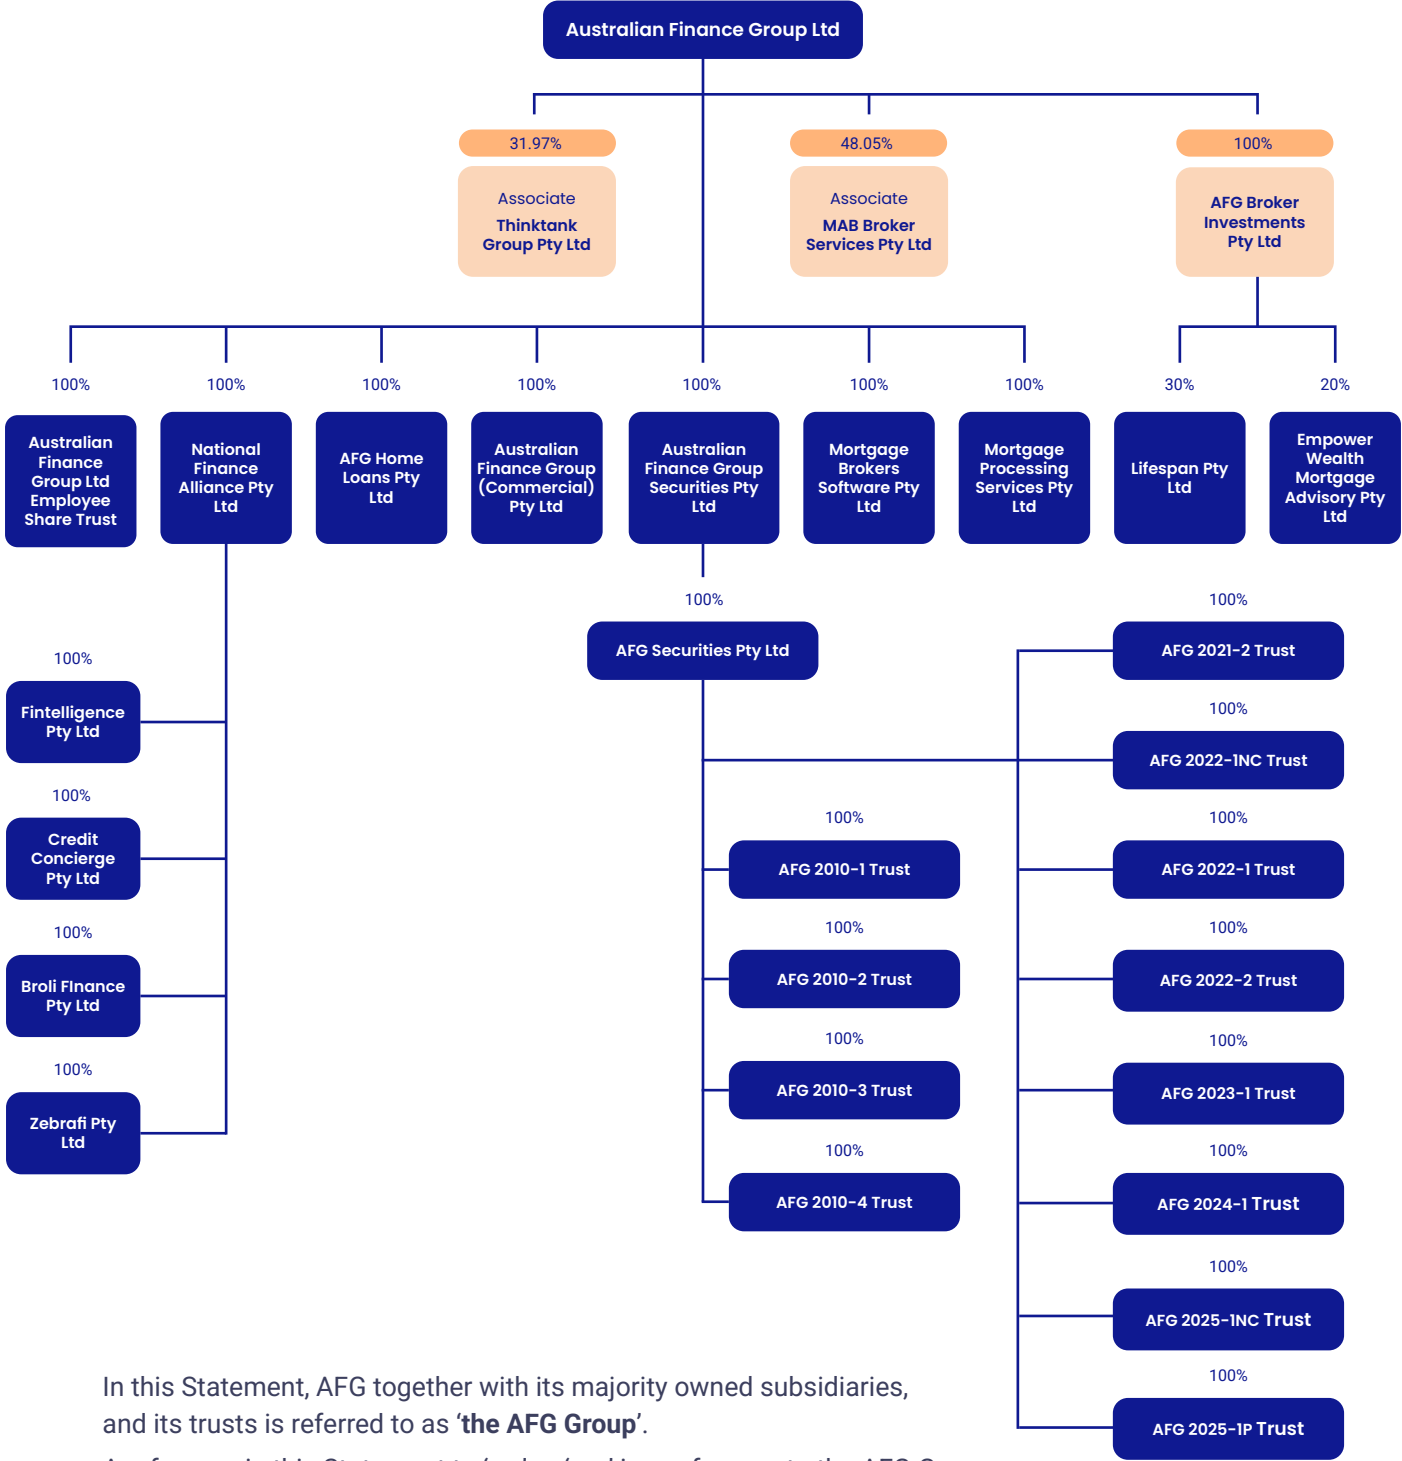 Australian Finance Group Ltd
31.97%
Associate
Thinktank
Group Pty Ltd
48.05%
Associate
MAB Broker
Services Pty Ltd
100%
AFG Broker
Investments
Pty Ltd
100%
Australian
Finance
Group Ltd
Employee
Share Trust
100%
National
Finance
Alliance Pty
Ltd
100%
AFG Home
Loans Pty
Ltd
100%
Australian
Finance Group
(Commercial)
Pty Ltd
100%
Australian
Finance Group
Securities Pty
Ltd
100%
Mortgage
Brokers
Software Pty
Ltd
100%
Mortgage
Processing
Services Pty
Ltd
30%
Lifespan Pty
Ltd
20%
Empower
Wealth
Mortgage
Advisory Pty
Ltd
100%
Fintelligence
Pty Ltd
100%
Credit
Concierge
Pty Ltd
100%
Broli FInance
Pty Ltd
100%
Zebrafi Pty
Ltd
100%
AFG Securities Pty Ltd
100%
AFG 2010-1 Trust
100%
AFG 2010-2 Trust
100%
AFG 2010-3 Trust
100%
AFG 2010-4 Trust
100%
AFG 2021-2 Trust
100%
AFG 2022-1NC Trust
100%
AFG 2022-1 Trust
100%
AFG 2022-2 Trust
100%
AFG 2023-1 Trust
100%
AFG 2024-1 Trust
100%
AFG 2025-1NC Trust
100%
AFG 2025-1P Trust
In this Statement, AFG together with its majority owned subsidiaries,
and its trusts is referred to as ‘the AFG Group’.